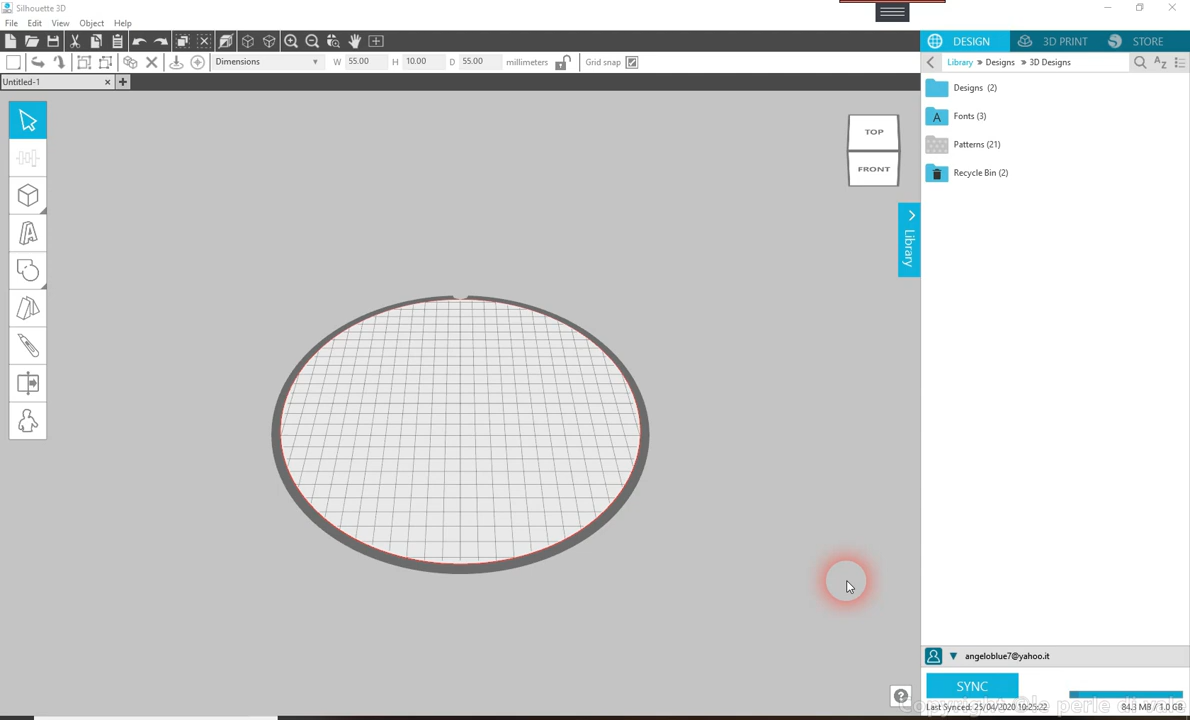 Silhouette 3D
File Edit View Object Help
DESIGN 3D PRINT STORE
Dimensions W 55.00 H 10.00 D 55.00 millimeters Grid snap
Library » Designs » 3D Designs
Untitled-1
Designs (2)
A Fonts (3)
Patterns (21)
Recycle Bin (2)
TOP
FRONT
Library
angeloblue7@yahoo.it
SYNC
Last Synced: 25/04/2020 10:25:22 84.3 MB / 1.0 GB